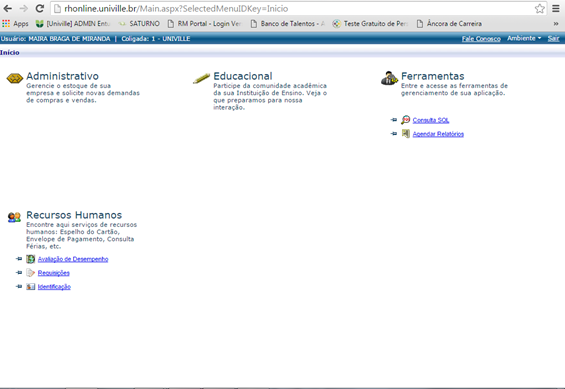 rhonline.univille.br/Main.aspx?SelectedMenuIDKey=Inicio
Apps [Univille] ADMIN Ent SATURNO RM Portal - Login Ver Banco de Talentos - A Teste Gratuito de Per Âncora de Carreira »
Usuário: MAIRA BRAGA DE MIRANDA | Coligada: 1 - UNIVILLE Fale Conosco Ambiente Sair
Início
Administrativo
Gerencie o estoque de sua
empresa e solicite novas demandas
de compras e vendas.
Educacional
Participe da comunidade acadêmica
da sua Instituição de Ensino. Veja o
que preparamos para nossa
interação.
Ferramentas
Entre e acesse as ferramentas de
gerenciamento de sua aplicação.
Consulta SQL
Agendar Relatórios
Recursos Humanos
Encontre aqui serviços de recursos
humanos: Espelho do Cartão,
Envelope de Pagamento, Consulta
Férias, etc.
Avaliação de Desempenho
Requisições
Identificação